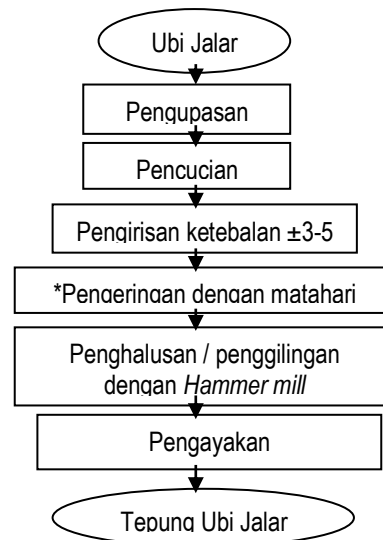 Ubi Jalar
Pengupasan
Pencucian
Pengirisan ketebalan ±3-5
*Pengeringan dengan matahari
Penghalusan / penggilingan
dengan Hammer mill
Pengayakan
Tepung Ubi Jalar